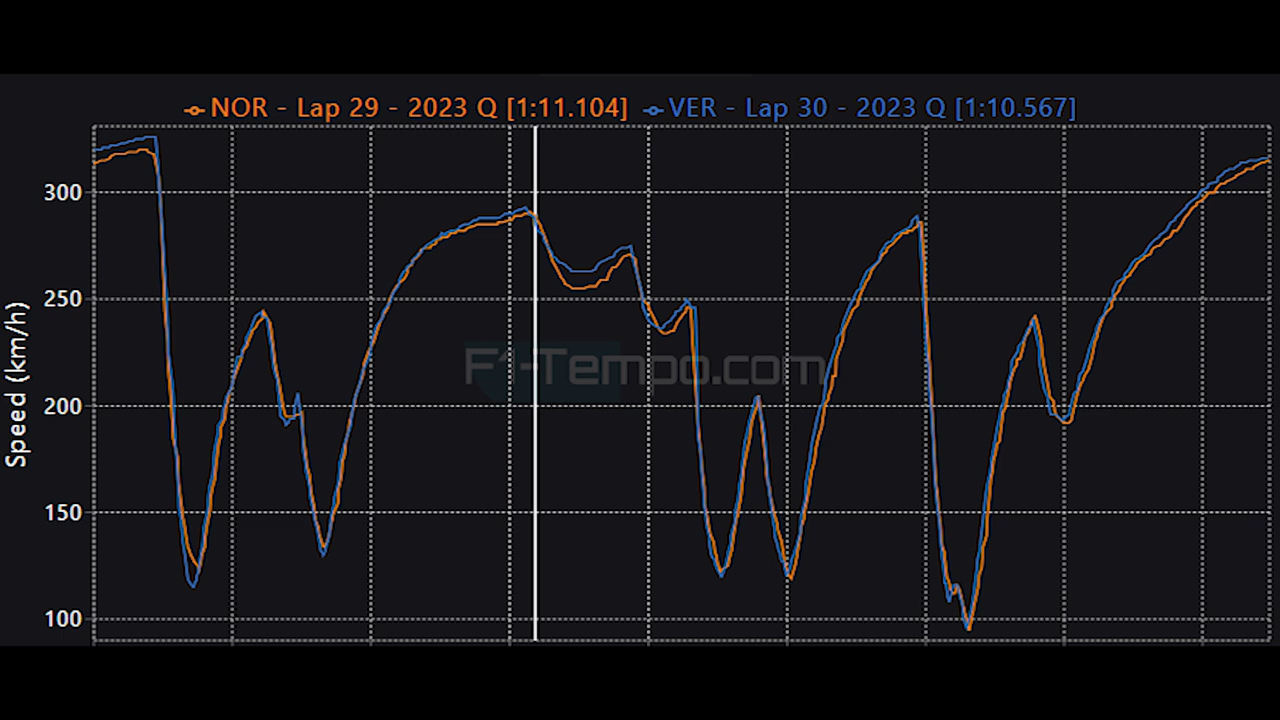 NOR - Lap 29 - 2023 Q [1:11.104] VER - Lap 30 - 2023 Q [1:10.567]
300
250
F1-Tempo.com
200
150
100
Speed (km/h)